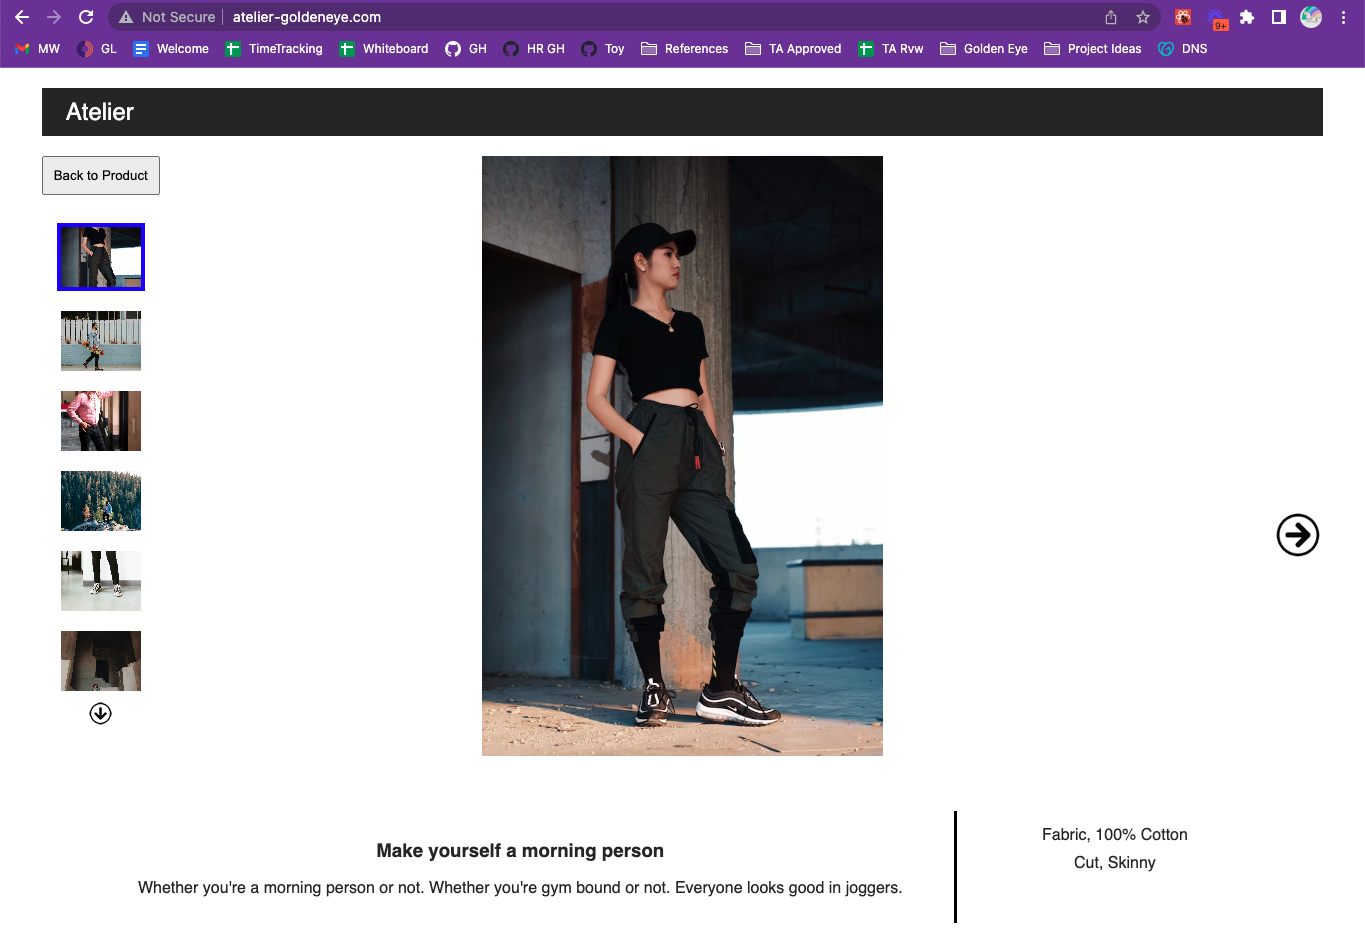 Not Secure atelier-goldeneye.com
MW GL Welcome TimeTracking Whiteboard GH HR GH Toy References TA Approved TA Rvw Golden Eye Project Ideas DNS
9+
Atelier
Back to Product
Make yourself a morning person
Whether you're a morning person or not. Whether you're gym bound or not. Everyone looks good in joggers.
Fabric, 100% Cotton
Cut, Skinny